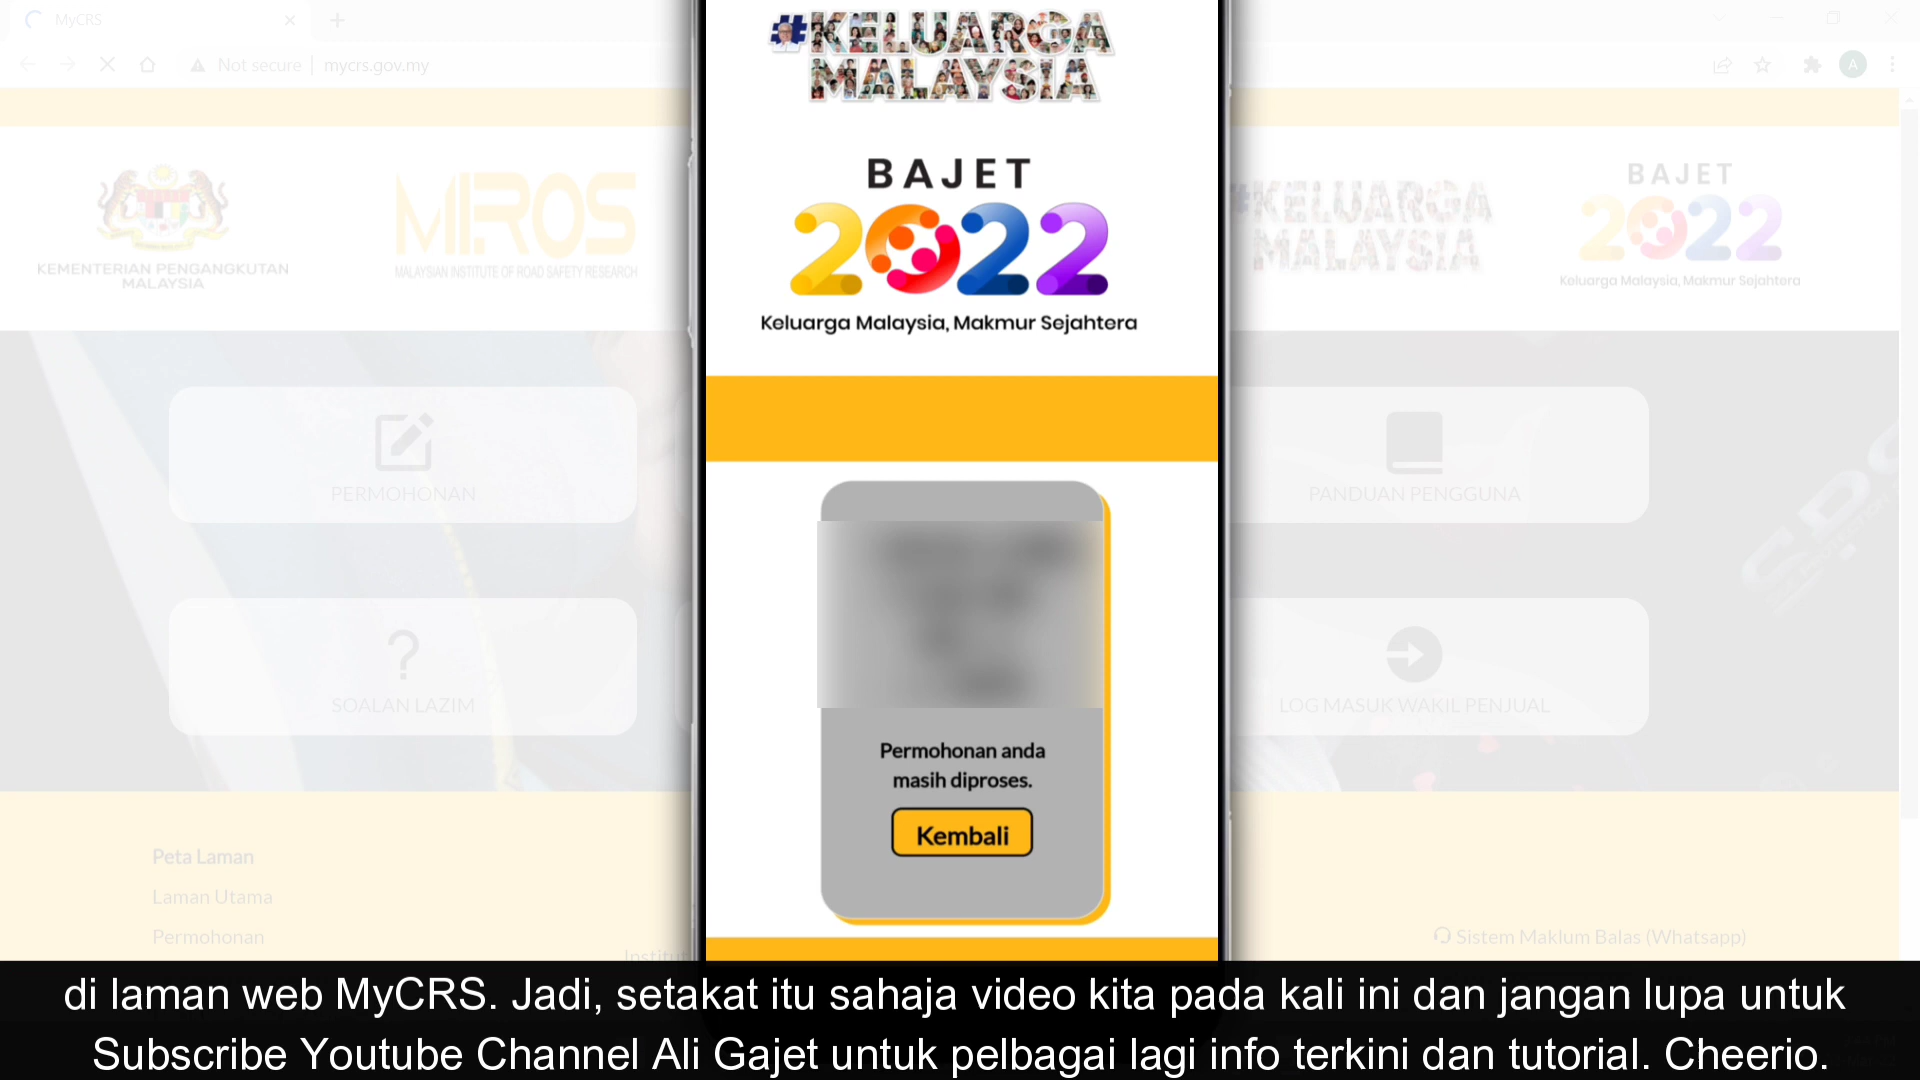 MyCRS
Not secure | mycrs.gov.my
A
#KELUARGA
MALAYSIA
BAJET
2022
Keluarga Malaysia, Makmur Sejahtera
KEMENTERIAN PENGANGKUTAN
MALAYSIA
MIROS
MALAYSIAN INSTITUTE OF ROAD SAFETY RESEARCH
#KELUARGA
MALAYSIA
BAJET
2022
Keluarga Malaysia, Makmur Sejahtera
PERMOHONAN
PANDUAN PENGGUNA
SOALAN LAZIM
LOG MASUK WAKIL PENJUAL
Permohonan anda
masih diproses.
Kembali
Peta Laman
Laman Utama
Permohonan
Sistem Maklum Balas (Whatsapp)
di laman web MyCRS. Jadi, setakat itu sahaja video kita pada kali ini dan jangan lupa untuk
Subscribe Youtube Channel Ali Gajet untuk pelbagai lagi info terkini dan tutorial. Cheerio.